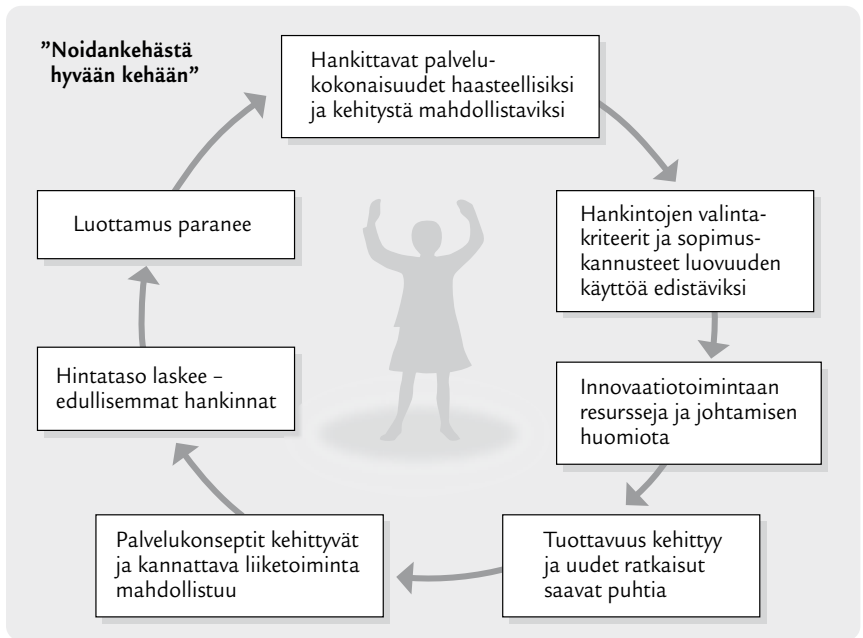 ”Noidankehästä
hyvään kehään”
Hankittavat palvelu-
kokonaisuudet haasteellisiksi
ja kehitystä mahdollistaviksi
Hankintojen valinta-
kriteerit ja sopimus-
kannusteet luovuuden
käyttöä edistäviksi
Innovaatiotoimintaan
resursseja ja johtamisen
huomiota
Tuottavuus kehittyy
ja uudet ratkaisut
saavat puhtia
Palvelukonseptit kehittyvät
ja kannattava liiketoiminta
mahdollistuu
Hintataso laskee –
edullisemmat hankinnat
Luottamus paranee